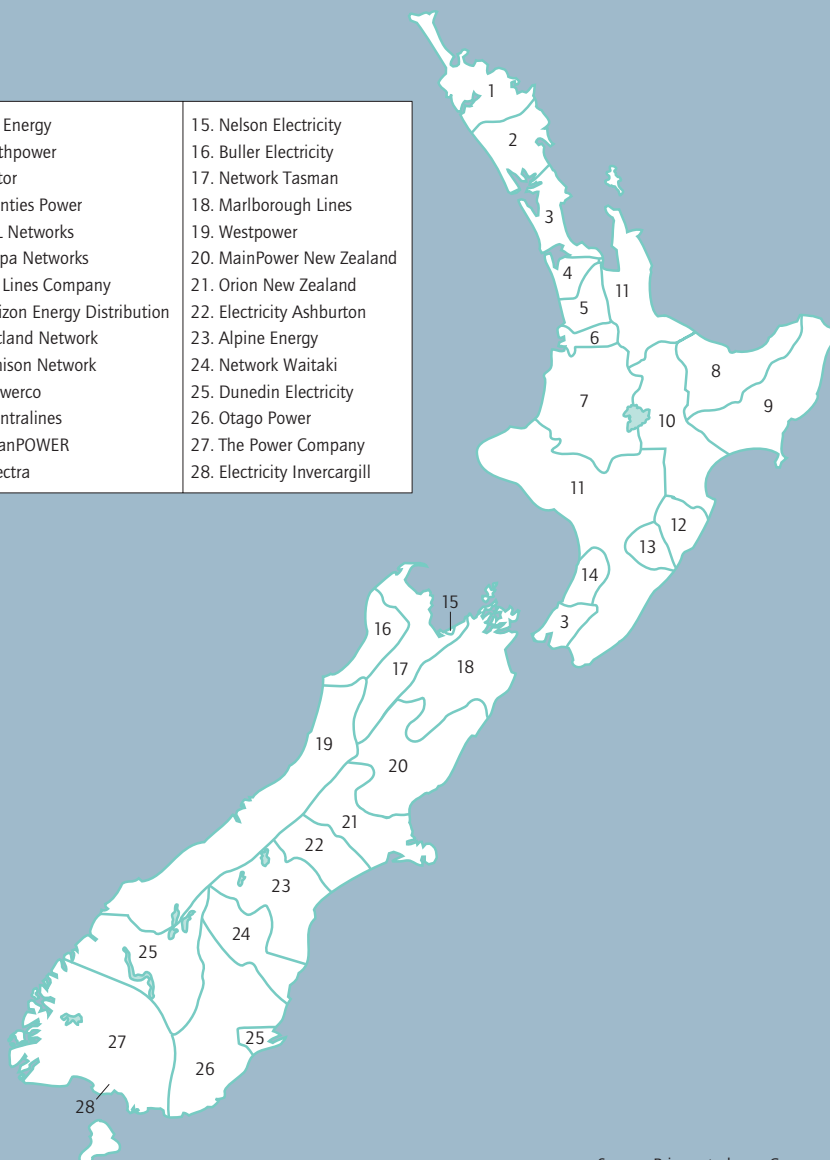 Energy
thpower
tor
nties Power
Networks
pa Networks
Lines Company
izon Energy Distribution
tland Network
nison Network
werco
ntralines
anPOWER
ectra
15. Nelson Electricity
16. Buller Electricity
17. Network Tasman
18. Marlborough Lines
19. Westpower
20. MainPower New Zealand
21. Orion New Zealand
22. Electricity Ashburton
23. Alpine Energy
24. Network Waitaki
25. Dunedin Electricity
26. Otago Power
27. The Power Company
28. Electricity Invercargill
1
2
3
4
11
5
6
8
7
9
10
11
12
13
14
15
3
16
17
18
19
20
21
22
23
24
25
25
27
26
28